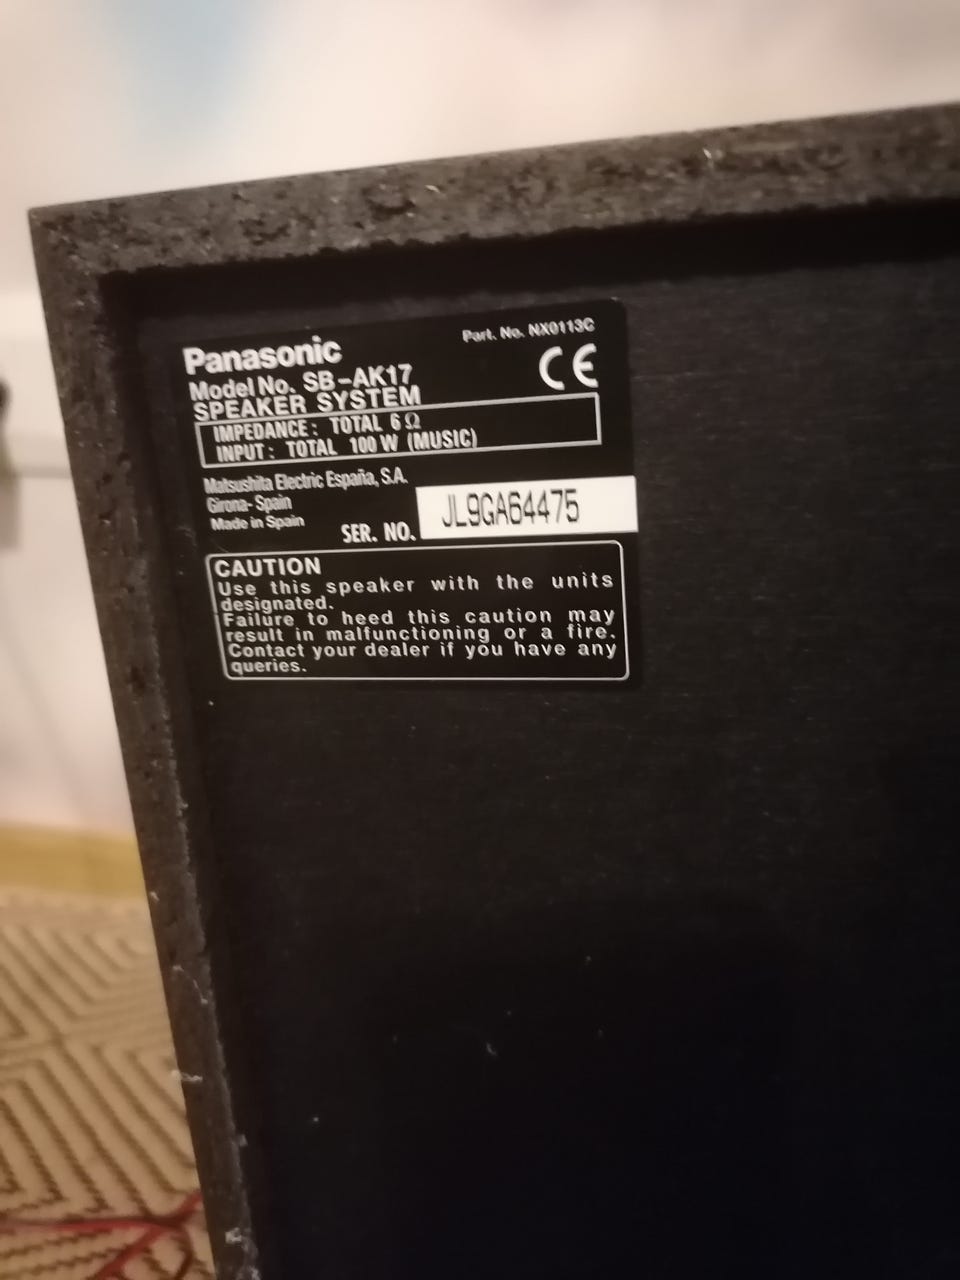 Panasonic
Part. No. NX0113C
Model No. SB-AK17
CE
SPEAKER SYSTEM
IMPEDANCE: TOTAL 6Ω
INPUT: TOTAL 100 W (MUSIC)
Matsushita Electric España, S.A.
Girona- Spain
Made in Spain
SER. NO. JL9GA64475
CAUTION
Use this speaker with the units
designated.
Failure to heed this caution may
result in malfunctioning or a fire.
Contact your dealer if you have any
queries.